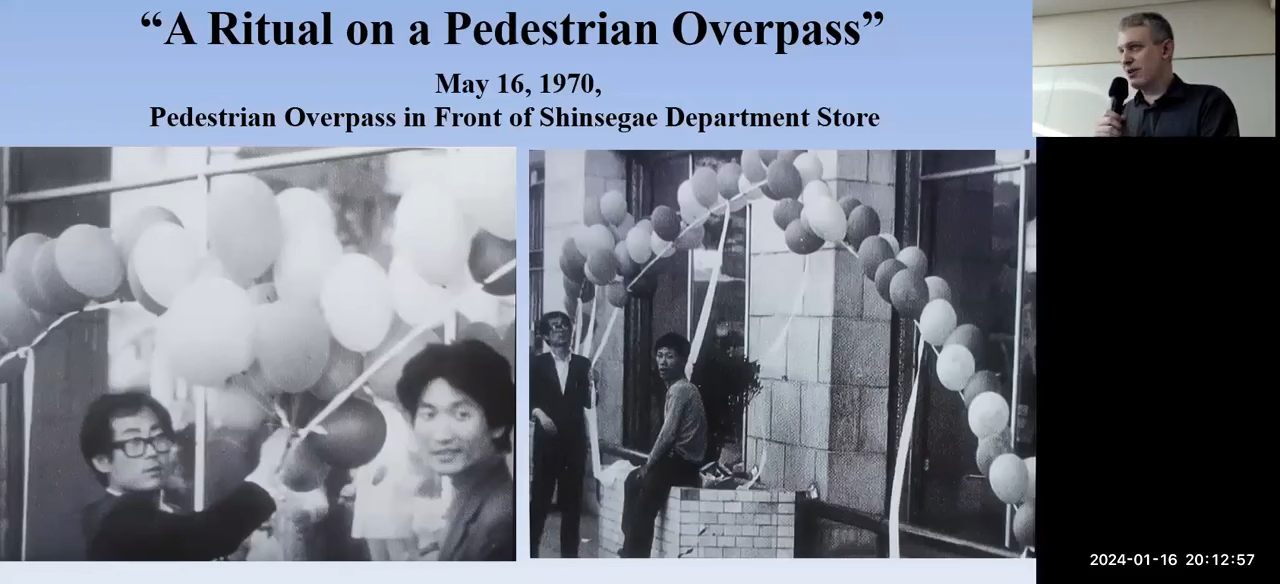 “A Ritual on a Pedestrian Overpass”
May 16, 1970,
Pedestrian Overpass in Front of Shinsegae Department Store
2024-01-16 20:12:57